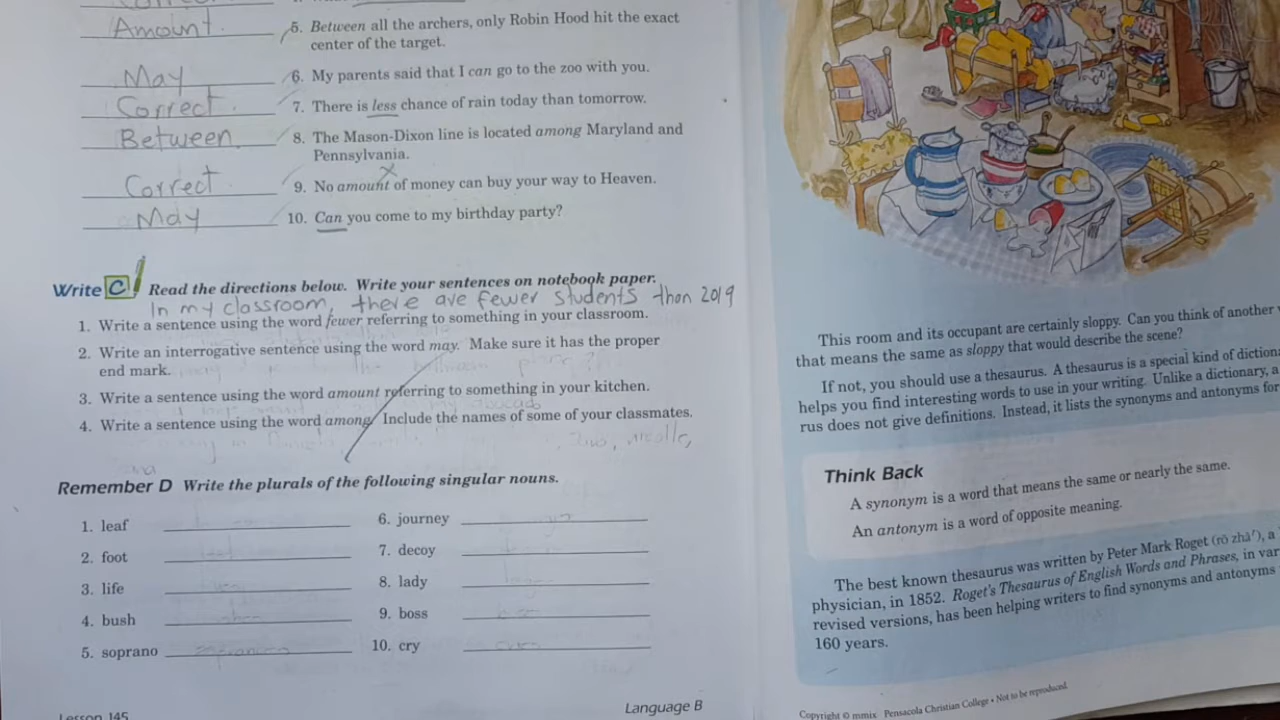 Amount
5. Between all the archers, only Robin Hood hit the exact
center of the target.
May
6. My parents said that I can go to the zoo with you.
Correct
7. There is less chance of rain today than tomorrow.
Between
8. The Mason-Dixon line is located among Maryland and
Pennsylvania.
Correct
9. No amount of money can buy your way to Heaven.
May
10. Can you come to my birthday party?
Write C Read the directions below. Write your sentences on notebook paper.
In my classroom, there are fewer students than 2019
1. Write a sentence using the word fewer referring to something in your classroom.
2. Write an interrogative sentence using the word may. Make sure it has the proper
end mark.
3. Write a sentence using the word amount referring to something in your kitchen.
4. Write a sentence using the word among. Include the names of some of your classmates.
Remember D Write the plurals of the following singular nouns.
1. leaf
2. foot
3. life
4. bush
5. soprano
6. journey
7. decoy
8. lady
9. boss
10. cry
Lesson 145
Language B
This room and its occupant are certainly sloppy. Can you think of another
that means the same as sloppy that would describe the scene?
If not, you should use a thesaurus. A thesaurus is a special kind of
helps you find interesting words to use in your writing. Unlike a dictionary, a
rus does not give definitions. Instead, it lists the synonyms and antonyms for
Think Back
A synonym is a word that means the same or nearly the same.
An antonym is a word of opposite meaning.
The best known thesaurus was written by Peter Mark Roget (rō zhā′), a
physician, in 1852. Roget's Thesaurus of English Words and Phrases, in
revised versions, has been helping writers to find synonyms and antonyms
160 years.
Copyright © mmix Pensacola Christian College • Not to be reproduced.